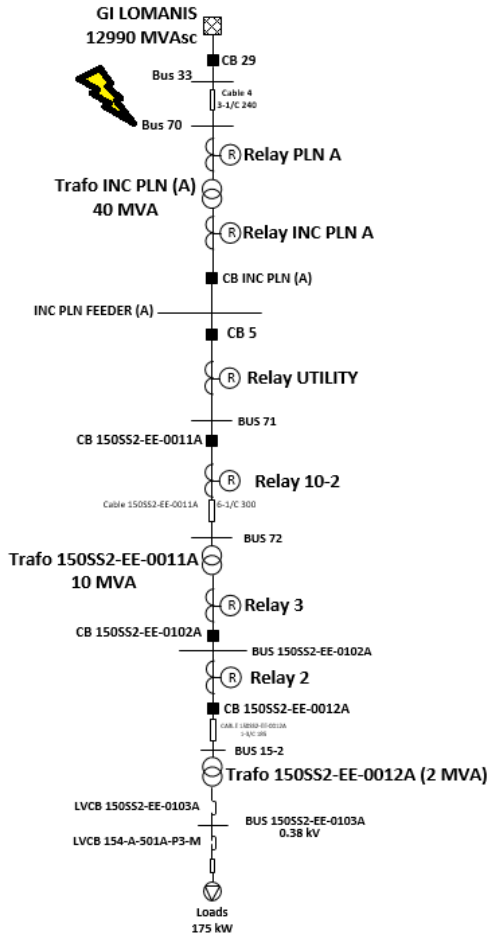 GI LOMANIS
12990 MVAsc
CB 29
Bus 33
Cable 4
3-1/C 240
Bus 70
R
Relay PLN A
Trafo INC PLN (A)
40 MVA
R
Relay INC PLN A
CB INC PLN (A)
INC PLN FEEDER (A)
CB 5
R
Relay UTILITY
BUS 71
CB 150SS2-EE-0011A
R
Relay 10-2
Cable 150SS2-EE-0011A
6-1/C 300
BUS 72
Trafo 150SS2-EE-0011A
10 MVA
R
Relay 3
CB 150SS2-EE-0102A
BUS 150SS2-EE-0102A
R
Relay 2
CB 150SS2-EE-0012A
CABLE 150SS2-EE-0012A
BUS 15-2
Trafo 150SS2-EE-0012A (2 MVA)
LVCB 150SS2-EE-0103A
BUS 150SS2-EE-0103A
0.38 kV
LVCB 154-A-501A-P3-M
Loads
175 kW